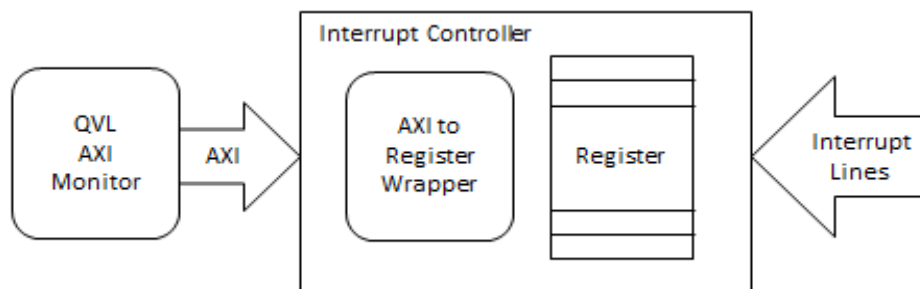 Interrupt Controller
QVL
AXI
Monitor
AXI
AXI to
Register
Wrapper
Register
Interrupt
Lines